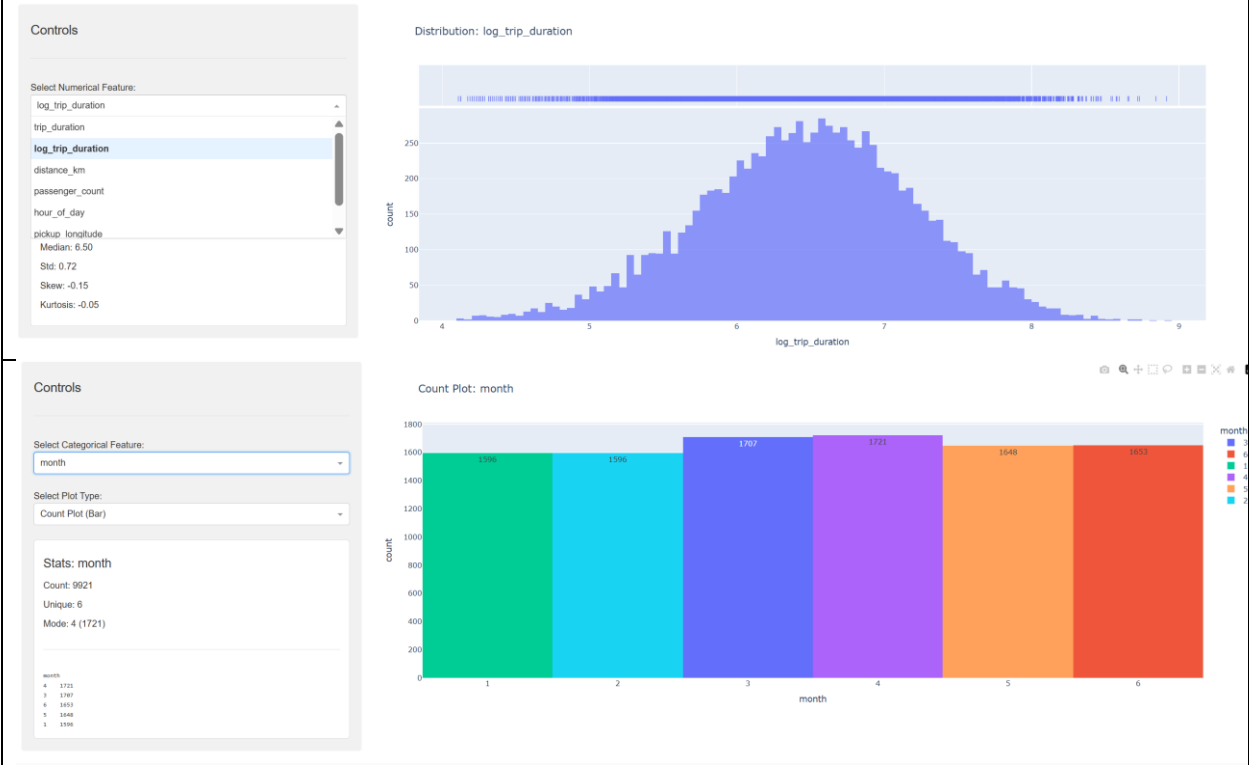 Controls
Distribution: log_trip_duration
Select Numerical Feature:
log_trip_duration
trip_duration
log_trip_duration
distance_km
passenger_count
hour_of_day
pickup_longitude
Median: 6.50
Std: 0.72
Skew: -0.15
Kurtosis: -0.05
250
200
150
100
50
0
count
4 5 6 7 8 9
log_trip_duration
Controls
Count Plot: month
Select Categorical Feature:
month
Select Plot Type:
Count Plot (Bar)
Stats: month
Count: 9921
Unique: 6
Mode: 4 (1721)
month
4 1721
3 1707
6 1653
5 1648
1 1596
1800
1600
1400
1200
1000
800
600
400
200
0
count
1596 1596 1707 1721 1648 1653
1 2 3 4 5 6
month
month
3
6
1
4
5
2